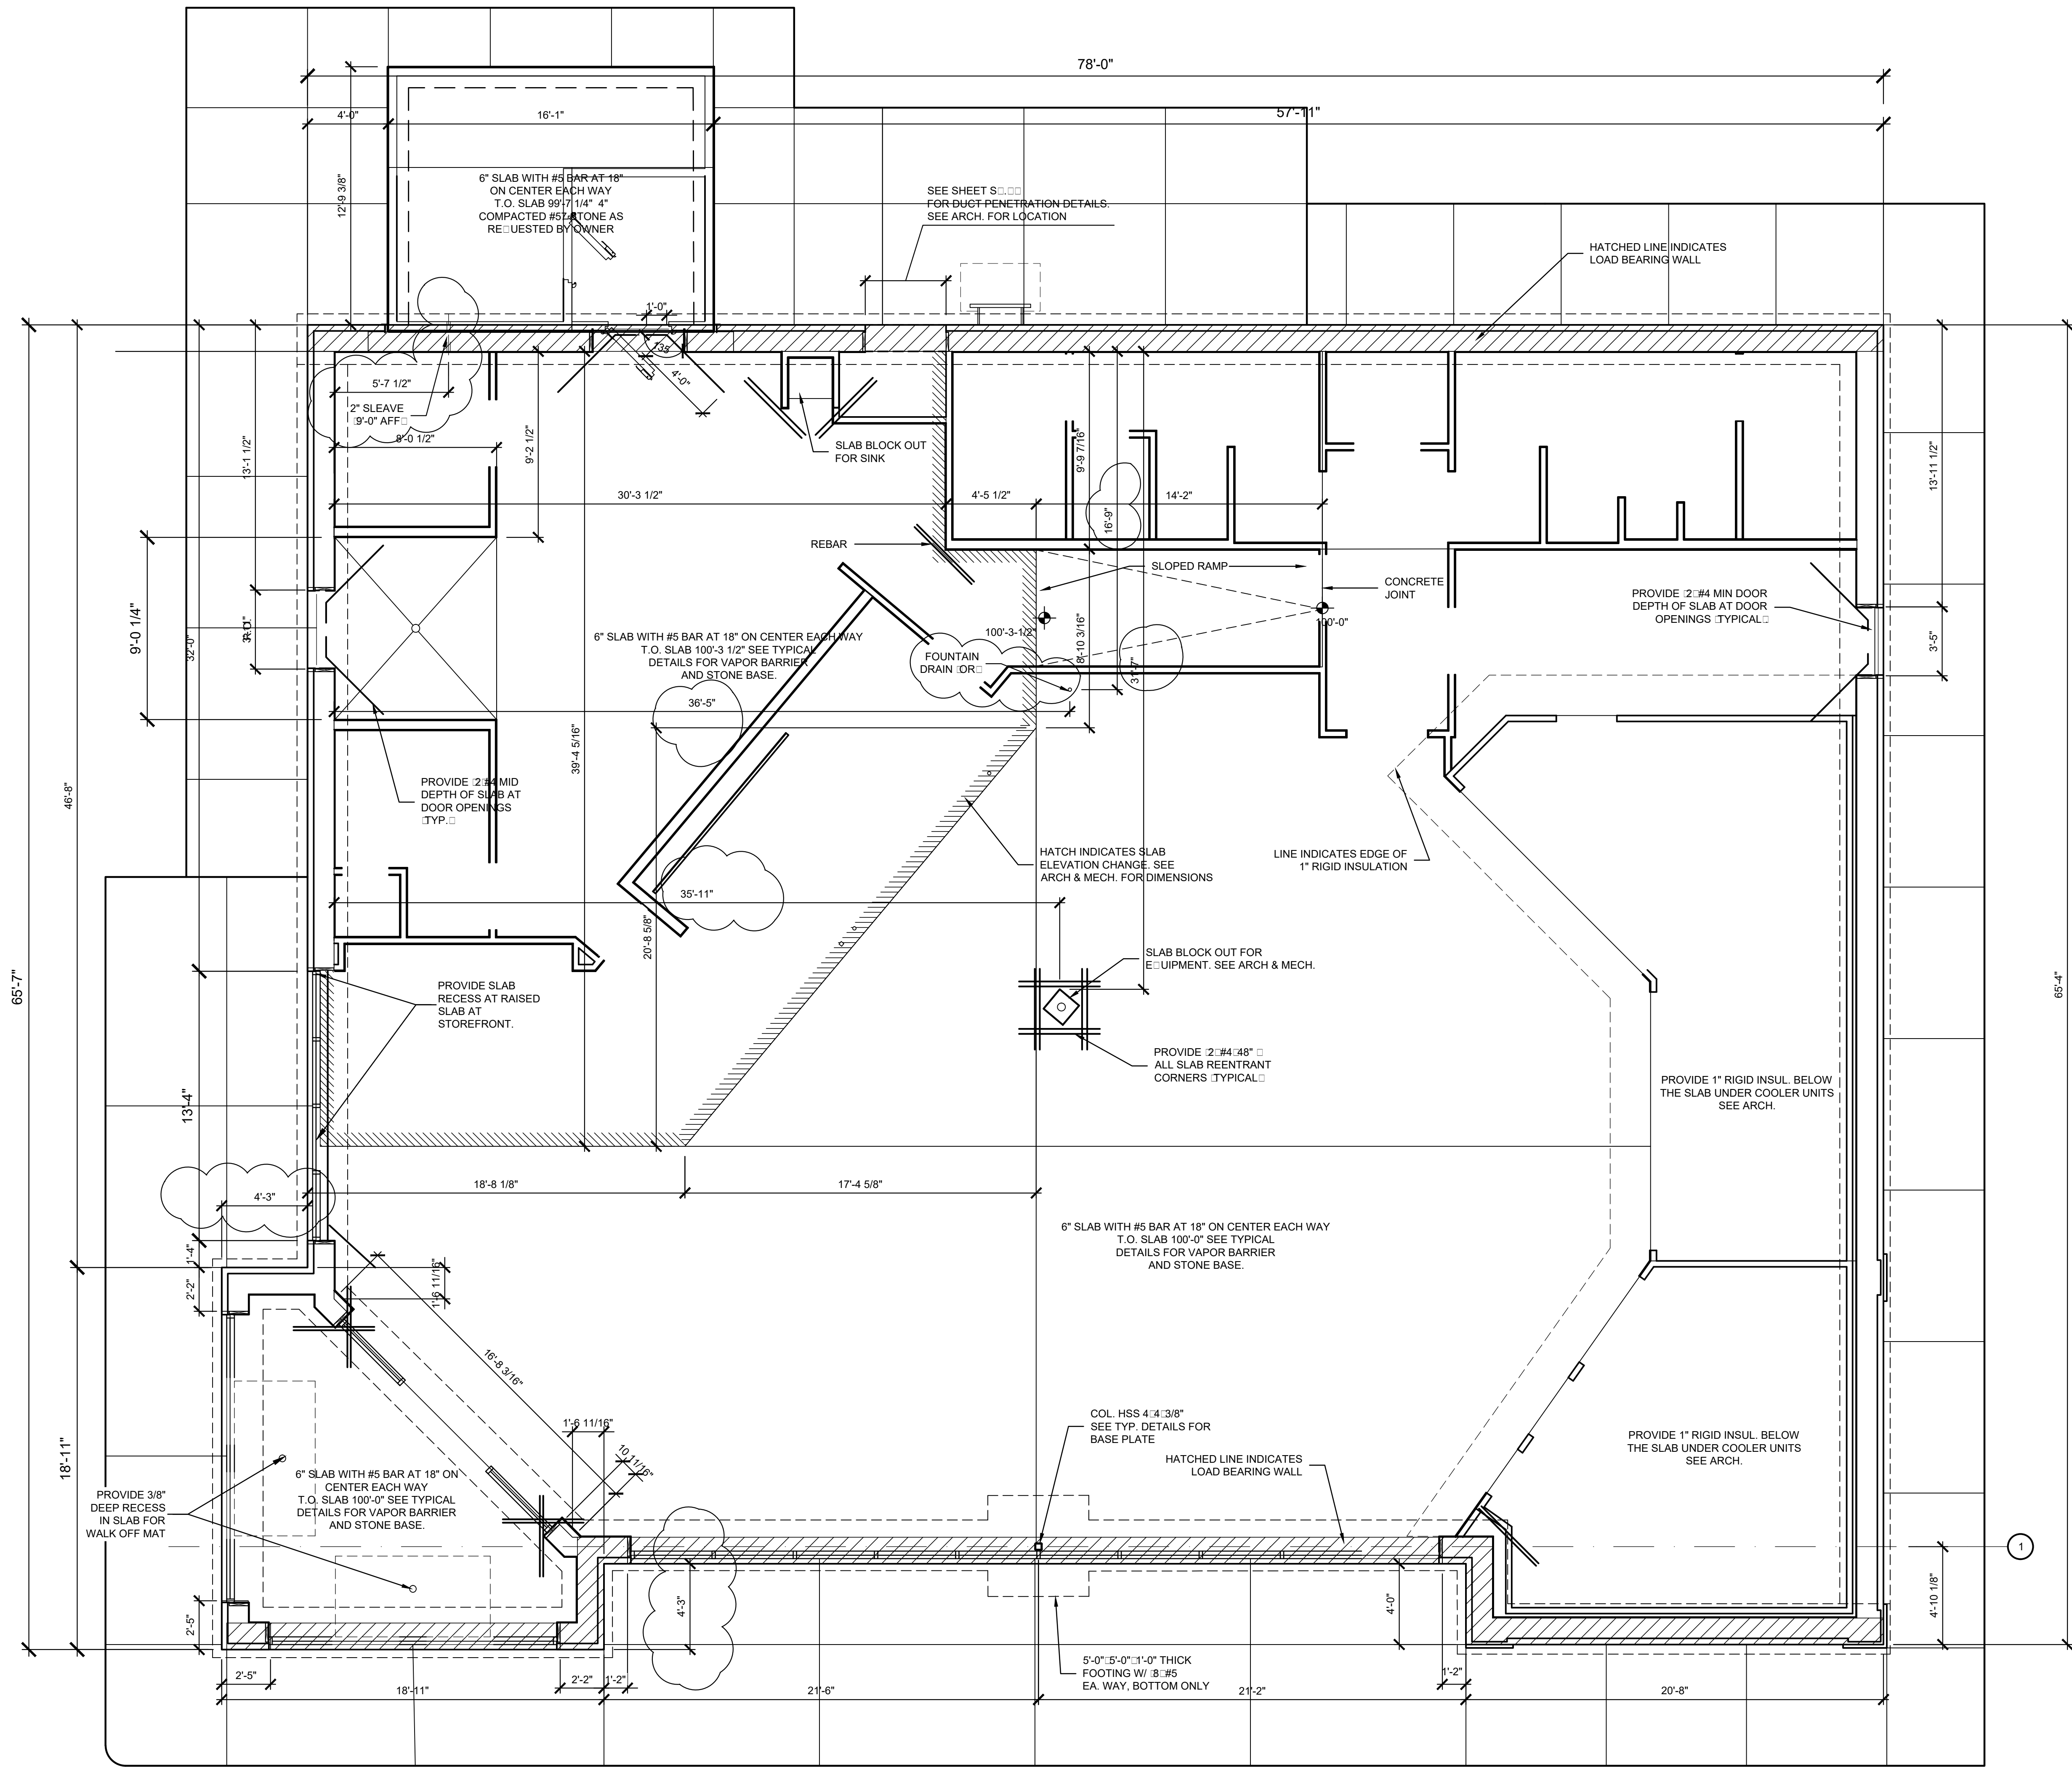 78'-0"
57'-11"
4'-0"
16'-1"
12'-9 3/8"
6" SLAB WITH #5 BAR AT 18"
ON CENTER EACH WAY
T.O. SLAB 99'-7 1/4" 4"
COMPACTED #57 STONE AS
RE□UESTED BY OWNER
SEE SHEET S□.□□
FOR DUCT PENETRATION DETAILS.
SEE ARCH. FOR LOCATION
HATCHED LINE INDICATES
LOAD BEARING WALL
1'-0"
135
4'-0"
5'-7 1/2"
2" SLEAVE
□9'-0" AFF□
8'-0 1/2"
9'-2 1/2"
13'-1 1/2"
SLAB BLOCK OUT
FOR SINK
9'-9 7/16"
13'-11 1/2"
30'-3 1/2"
4'-5 1/2"
14'-2"
16'-9"
REBAR
SLOPED RAMP
CONCRETE
JOINT
PROVIDE □2□#4 MIN DOOR
DEPTH OF SLAB AT DOOR
OPENINGS □TYPICAL□
9'-0 1/4"
32'-0"
3'-5"
6" SLAB WITH #5 BAR AT 18" ON CENTER EACH WAY
T.O. SLAB 100'-3 1/2" SEE TYPICAL
DETAILS FOR VAPOR BARRIER
AND STONE BASE.
100'-3-1/2"
100'-0"
FOUNTAIN
DRAIN □OR□
8'-10 3/16"
31'-7"
36'-5"
39'-4 5/16"
46'-8"
PROVIDE □2□#4 MID
DEPTH OF SLAB AT
DOOR OPENINGS
□TYP.□
HATCH INDICATES SLAB
ELEVATION CHANGE. SEE
ARCH & MECH. FOR DIMENSIONS
LINE INDICATES EDGE OF
1" RIGID INSULATION
35'-11"
20'-8 5/8"
65'-7"
65'-4"
SLAB BLOCK OUT FOR
E□UIPMENT. SEE ARCH & MECH.
PROVIDE SLAB
RECESS AT RAISED
SLAB AT
STOREFRONT.
PROVIDE □2□#4□48" □
ALL SLAB REENTRANT
CORNERS □TYPICAL□
PROVIDE 1" RIGID INSUL. BELOW
THE SLAB UNDER COOLER UNITS
SEE ARCH.
13'-4"
4'-3"
18'-8 1/8"
17'-4 5/8"
6" SLAB WITH #5 BAR AT 18" ON CENTER EACH WAY
T.O. SLAB 100'-0" SEE TYPICAL
DETAILS FOR VAPOR BARRIER
AND STONE BASE.
1'-4"
2'-2"
1'-6 11/16"
16'-8 3/16"
1'-6 11/16"
10 11/16"
COL. HSS 4□4□3/8"
SEE TYP. DETAILS FOR
BASE PLATE
HATCHED LINE INDICATES
LOAD BEARING WALL
PROVIDE 1" RIGID INSUL. BELOW
THE SLAB UNDER COOLER UNITS
SEE ARCH.
18'-11"
PROVIDE 3/8"
DEEP RECESS
IN SLAB FOR
WALK OFF MAT
6" SLAB WITH #5 BAR AT 18" ON
CENTER EACH WAY
T.O. SLAB 100'-0" SEE TYPICAL
DETAILS FOR VAPOR BARRIER
AND STONE BASE.
1
2'-5"
4'-3"
4'-0"
4'-10 1/8"
5'-0"□5'-0"□1'-0" THICK
FOOTING W/ □8□#5
EA. WAY, BOTTOM ONLY
2'-5"
2'-2"
1'-2"
1'-2"
18'-11"
21'-6"
21'-2"
20'-8"